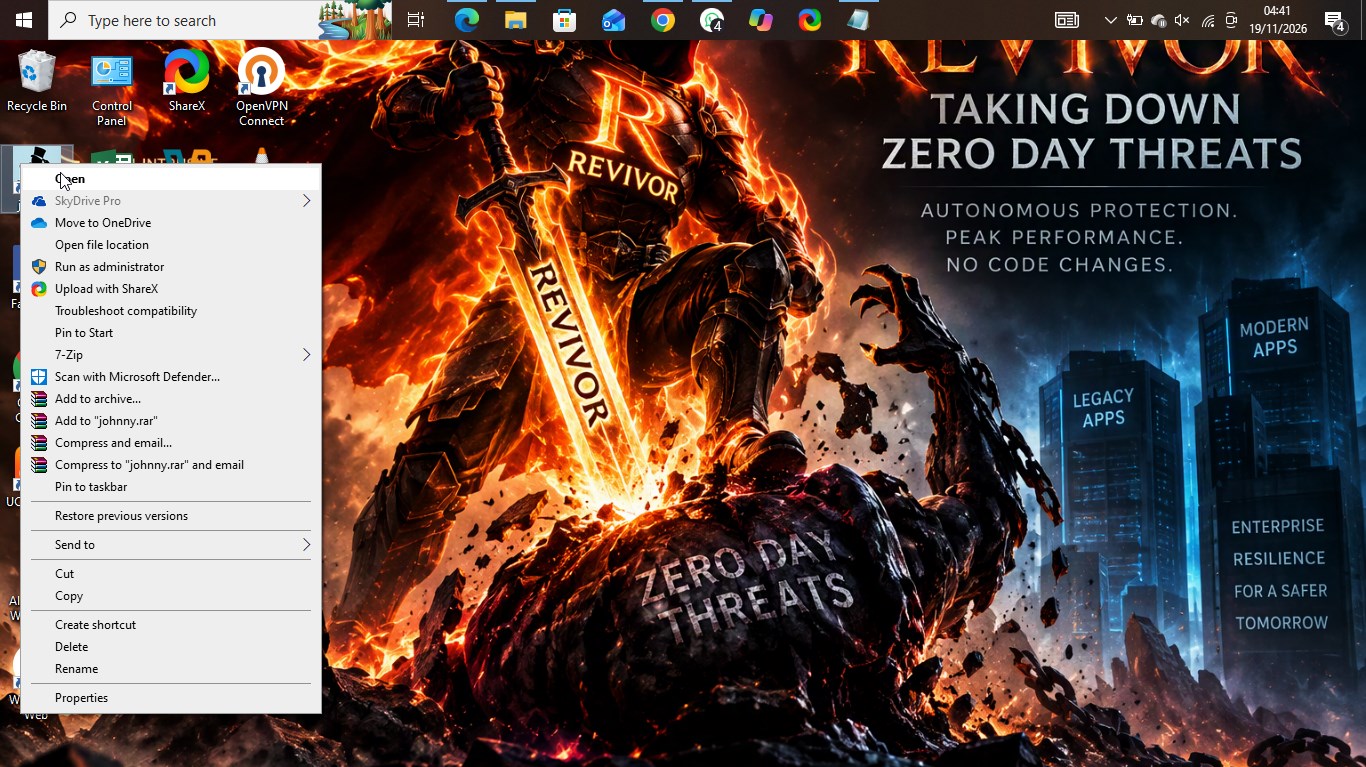 Type here to search
4
04:41
19/11/2026
4
Recycle Bin
Control
Panel
ShareX
OpenVPN
Connect
REVIVOR
TAKING DOWN
ZERO DAY THREATS
AUTONOMOUS PROTECTION.
PEAK PERFORMANCE.
NO CODE CHANGES.
R
REVIVOR
REVIVOR
MODERN
APPS
LEGACY
APPS
ENTERPRISE
RESILIENCE
FOR A SAFER
TOMORROW
ZERO DAY
THREATS
Open
SkyDrive Pro
Move to OneDrive
Open file location
Run as administrator
Upload with ShareX
Troubleshoot compatibility
Pin to Start
7-Zip
Scan with Microsoft Defender...
Add to archive...
Add to "johnny.rar"
Compress and email...
Compress to "johnny.rar" and email
Pin to taskbar
Restore previous versions
Send to
Cut
Copy
Create shortcut
Delete
Rename
Properties
Web